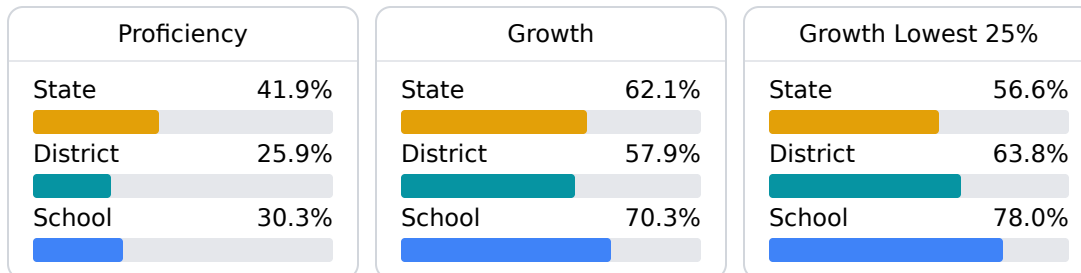 Proficiency
State 41.9%
District 25.9%
School 30.3%
Growth
State 62.1%
District 57.9%
School 70.3%
Growth Lowest 25%
State 56.6%
District 63.8%
School 78.0%